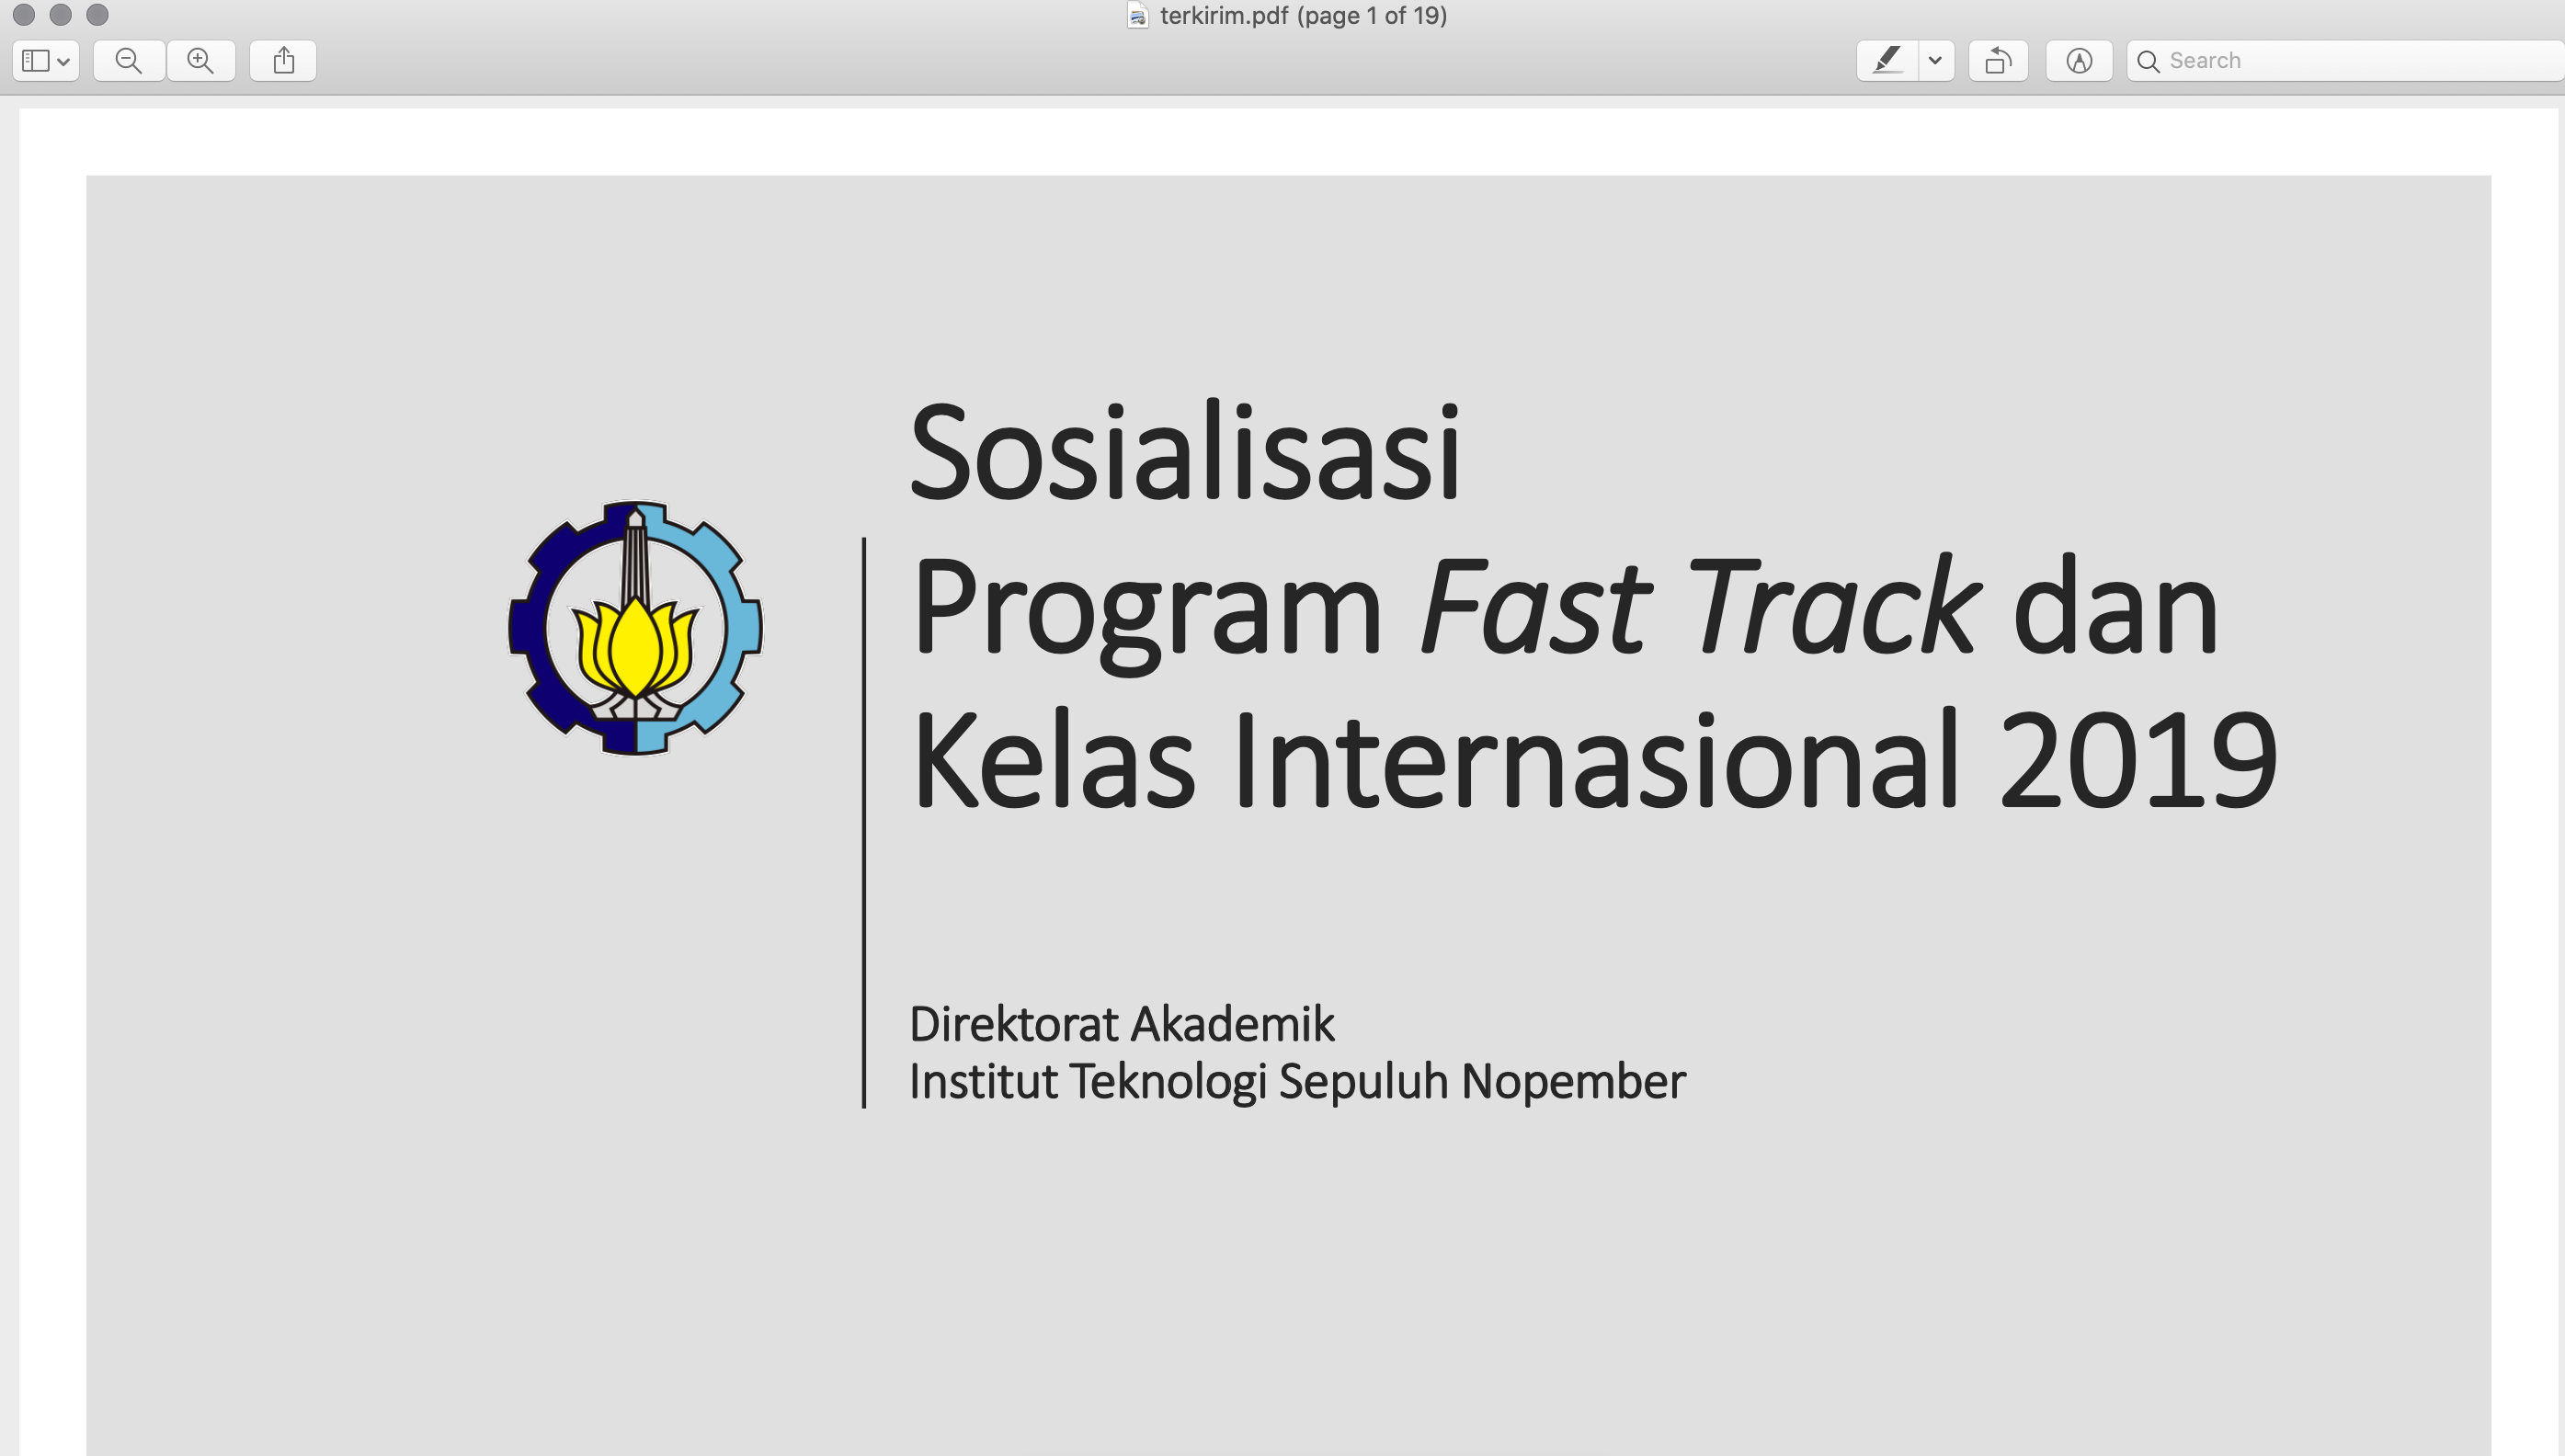 terkirim.pdf (page 1 of 19)
Search
Sosialisasi
Program Fast Track dan
Kelas Internasional 2019
Direktorat Akademik
Institut Teknologi Sepuluh Nopember